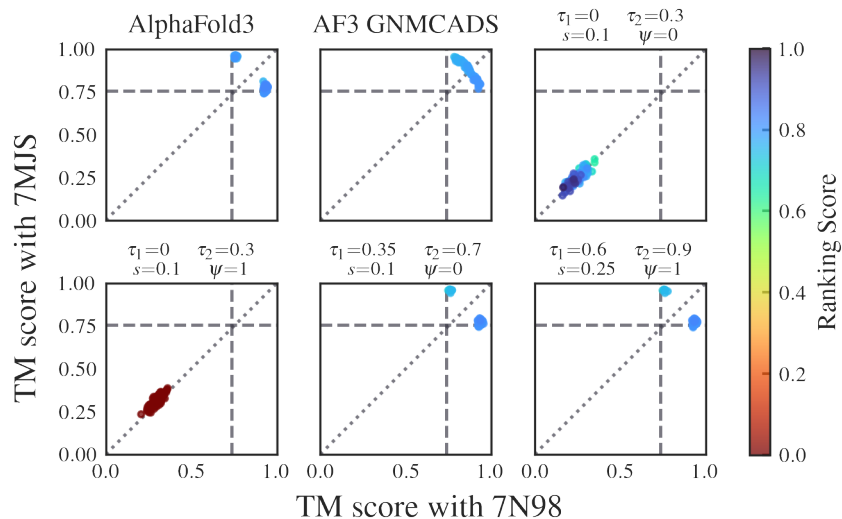 AlphaFold3
AF3 GNMCADS
τ1=0 τ2=0.3
s=0.1 ψ=0
1.00
0.75
0.50
0.25
0.00
1.0
0.8
0.6
0.4
0.2
0.0
Ranking Score
TM score with 7MJS
τ1=0 τ2=0.3
s=0.1 ψ=1
τ1=0.35 τ2=0.7
s=0.1 ψ=0
τ1=0.6 τ2=0.9
s=0.25 ψ=1
1.00
0.75
0.50
0.25
0.00
0.0 0.5 1.0
0.0 0.5 1.0
0.0 0.5 1.0
TM score with 7N98